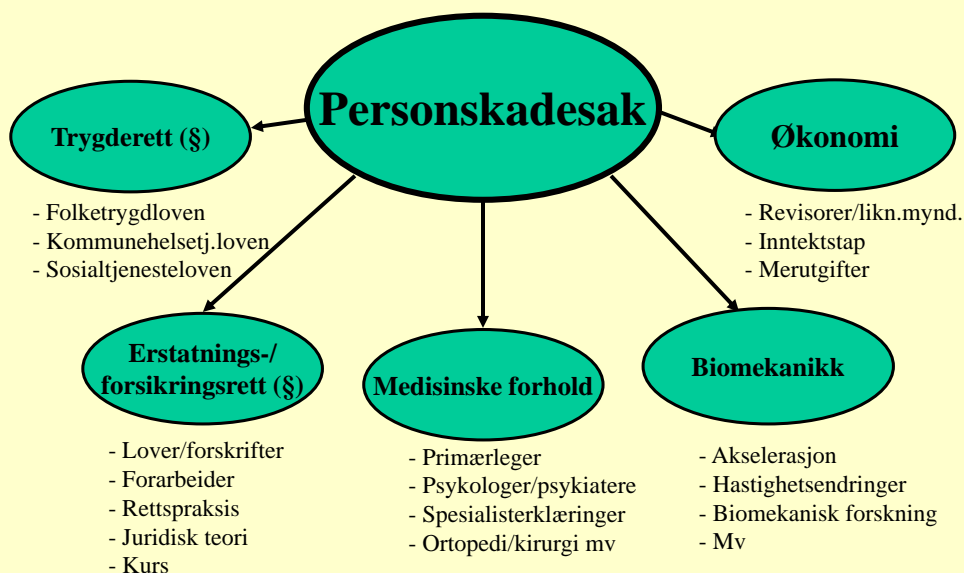 Personskadesak
Trygderett (§)
- Folketrygdloven
- Kommunehelsetj.loven
- Sosialtjenesteloven
Økonomi
- Revisorer/likn.mynd.
- Inntektstap
- Merutgifter
Erstatnings-/
forsikringsrett (§)
- Lover/forskrifter
- Forarbeider
- Rettspraksis
- Juridisk teori
- Kurs
Medisinske forhold
- Primærleger
- Psykologer/psykiatere
- Spesialisterklæringer
- Ortopedi/kirurgi mv
Biomekanikk
- Akselerasjon
- Hastighetsendringer
- Biomekanisk forskning
- Mv